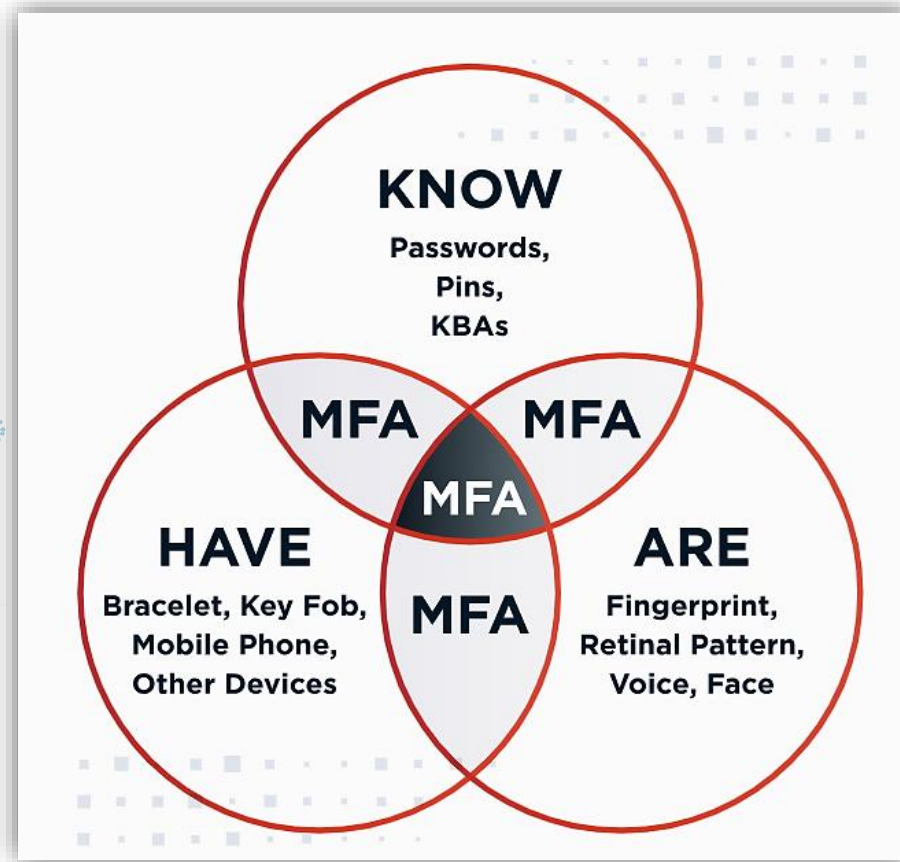 KNOW
Passwords,
Pins,
KBAs
MFA
MFA
MFA
HAVE
Bracelet, Key Fob,
Mobile Phone,
Other Devices
MFA
ARE
Fingerprint,
Retinal Pattern,
Voice, Face